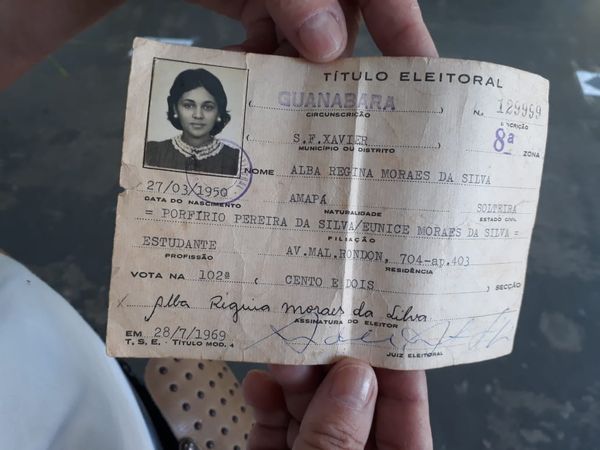 TÍTULO ELEITORAL
( GUANABARA
CIRCUNSCRIÇÃO
N.o 129999
INSCRIÇÃO
( S.F.XAVIER )
MUNICÍPIO OU DISTRITO
8ª ZONA
NOME ALBA REGINA MORAES DA SILVA
27/03/1950 AMAPÁ SOLTEIRA
DATA DO NASCIMENTO NATURALIDADE ESTADO CIVIL
= PORFÍRIO PEREIRA DA SILVA/EUNICE MORAES DA SILVA =
FILIAÇÃO
ESTUDANTE AV.MAL.RONDON, 704-ap.403
PROFISSÃO RESIDÊNCIA
VOTA NA 102ª ( CENTO E DOIS ) SECÇÃO
X Alba Regina Moraes da Silva
ASSINATURA DO ELEITOR
EM 28/7/1969
JUIZ ELEITORAL
T. S. E. - TÍTULO MOD. 4